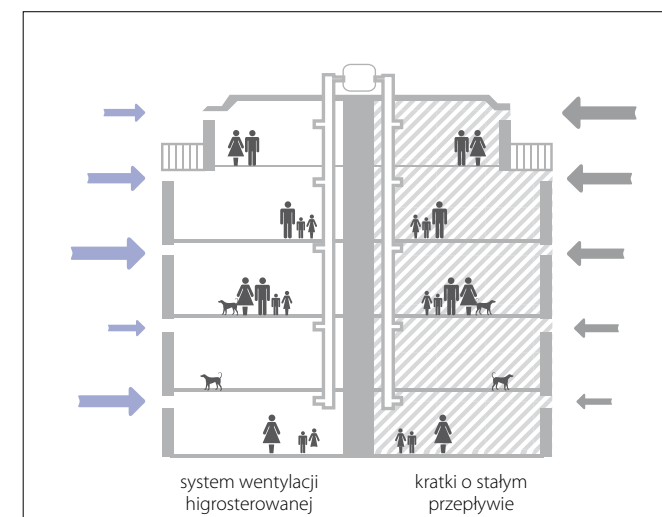 system wentylacji
higrosterowanej
kratki o stałym
przepływie